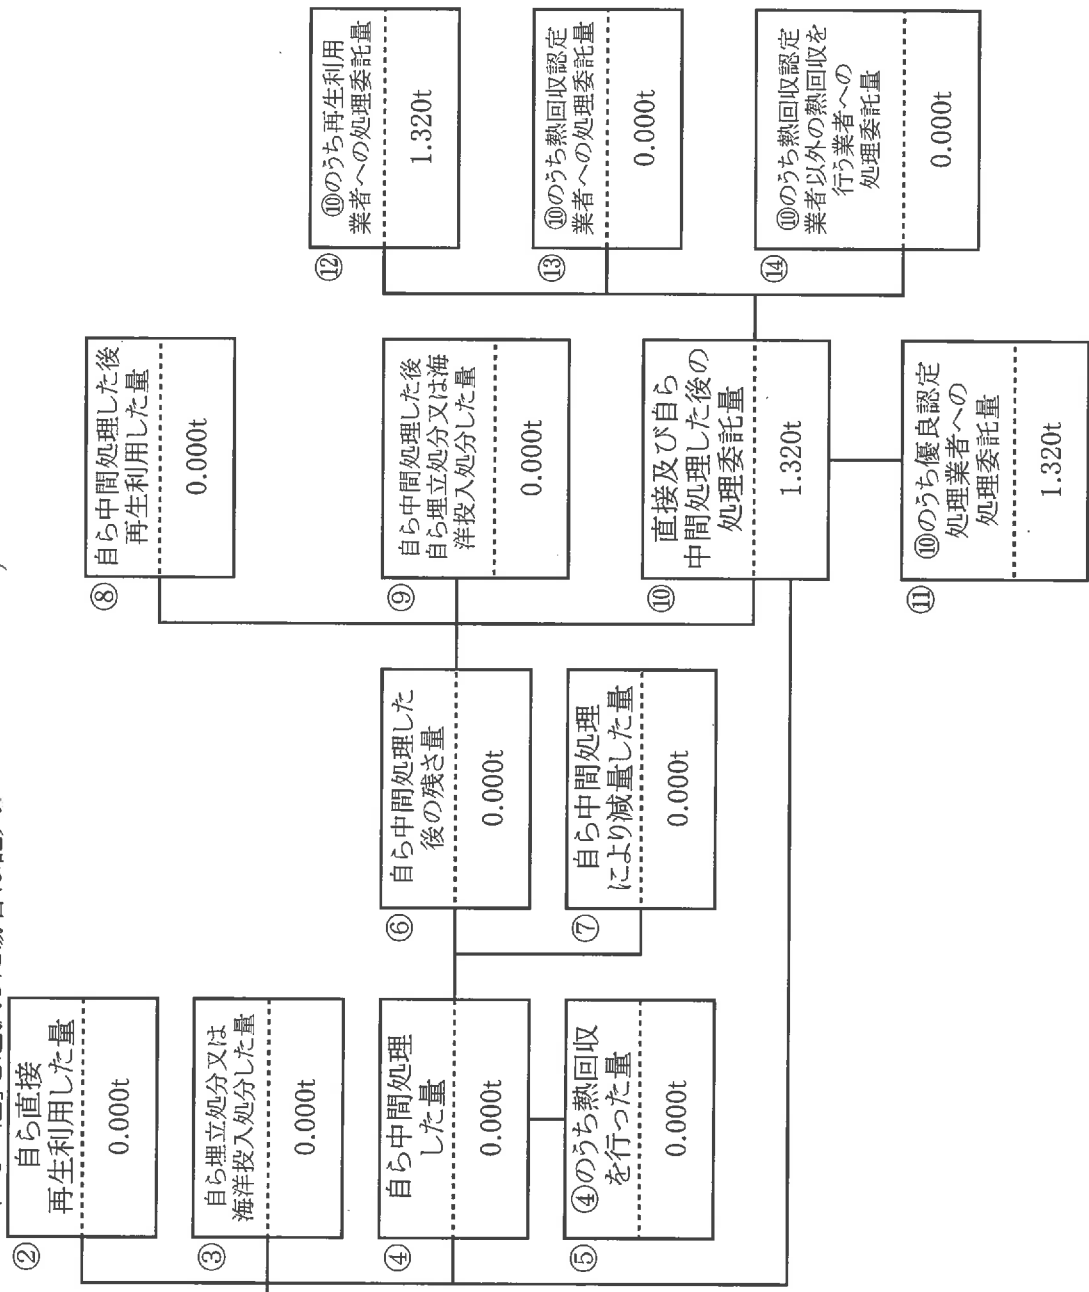 ②
自ら直接
再生利用した量
0.000t
③
自ら埋立処分又は
海洋投入処分した量
0.000t
④
自ら中間処理
した量
0.000t
⑤
④のうち熱回収
を行った量
0.000t
⑥
自ら中間処理した
後の残さ量
0.000t
⑦
自ら中間処理
により減量した量
0.000t
⑧
自ら中間処理した後
再生利用した量
0.000t
⑨
自ら中間処理した後
自ら埋立処分又は海
洋投入処分した量
0.000t
⑩
直接及び自ら
中間処理した後の
処理委託量
1.320t
⑪
⑩のうち優良認定
処理業者への
処理委託量
1.320t
⑫
⑩のうち再生利用
業者への処理委託量
1.320t
⑬
⑩のうち熱回収認定
業者への処理委託量
0.000t
⑭
⑩のうち熱回収認定
業者以外の熱回収を
行う業者への
処理委託量
0.000t